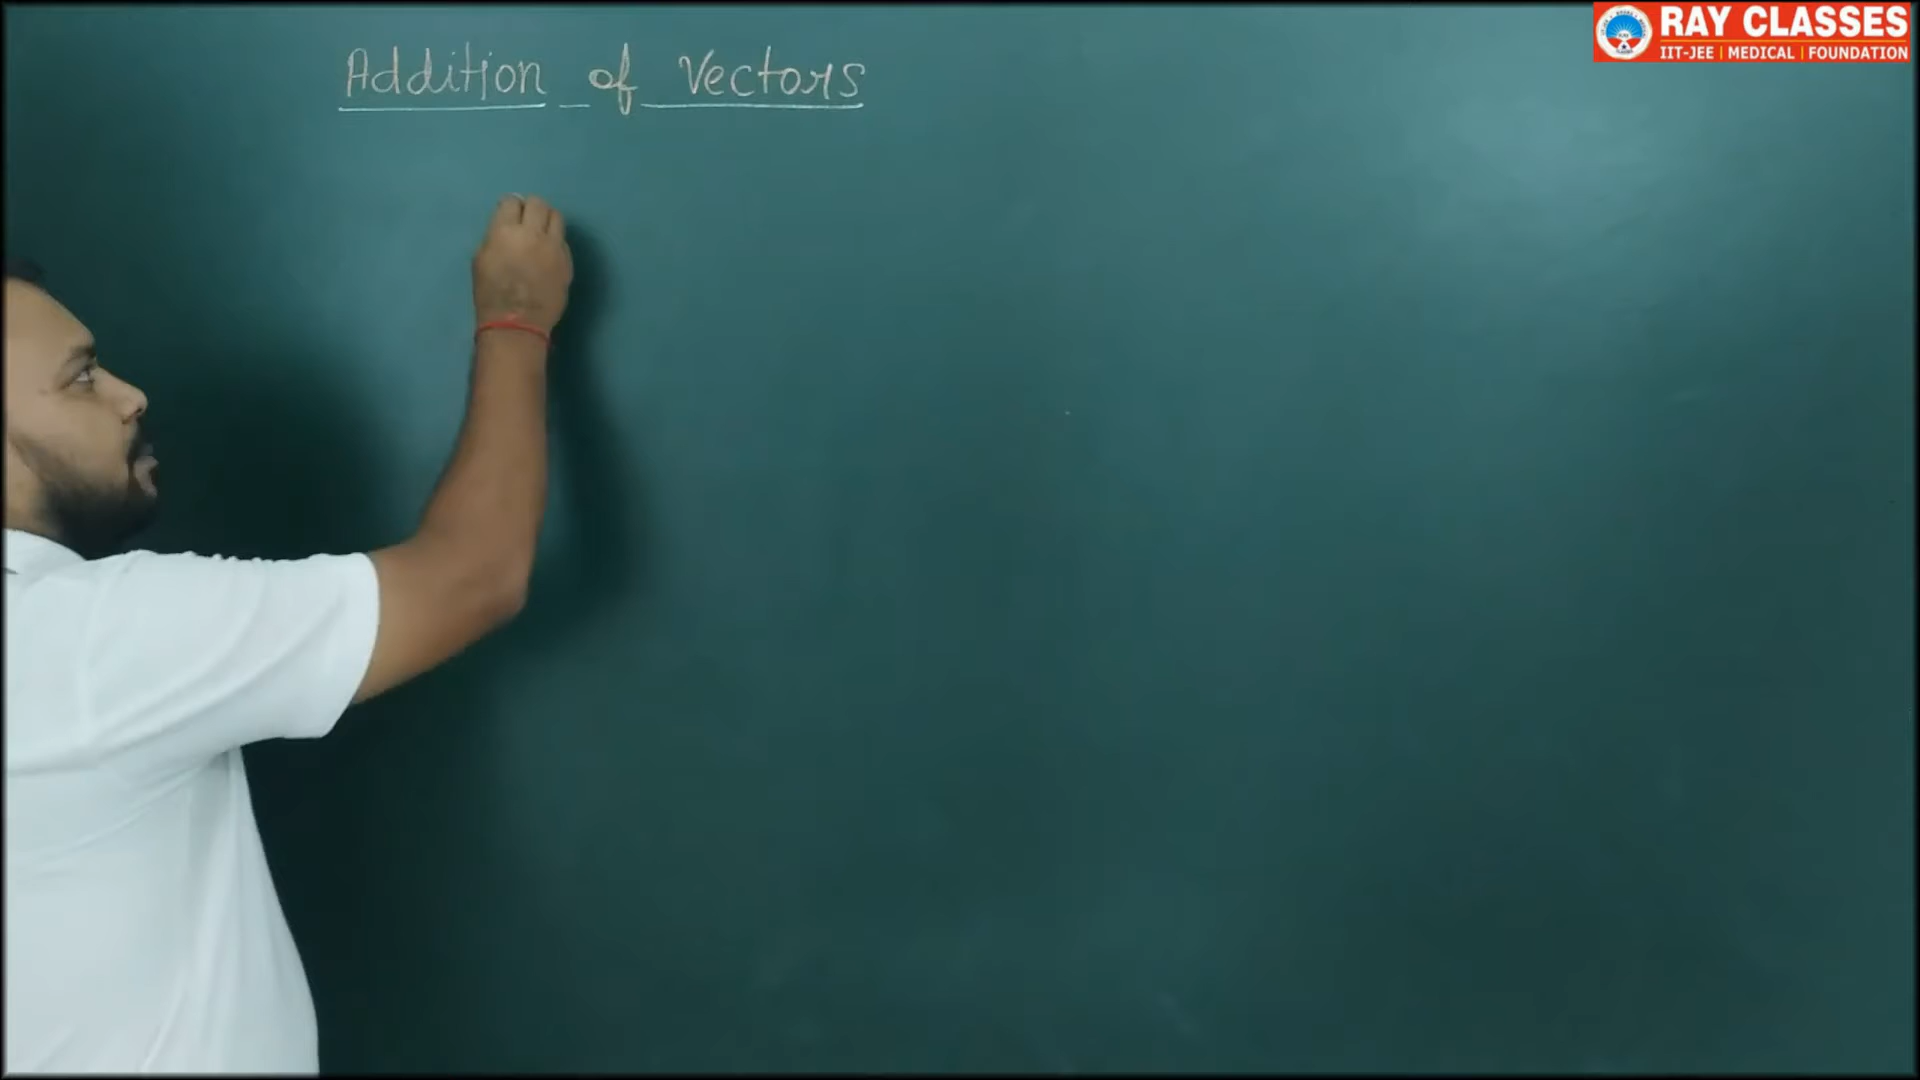 Addition of Vectors
RAY CLASSES
IIT-JEE | MEDICAL | FOUNDATION